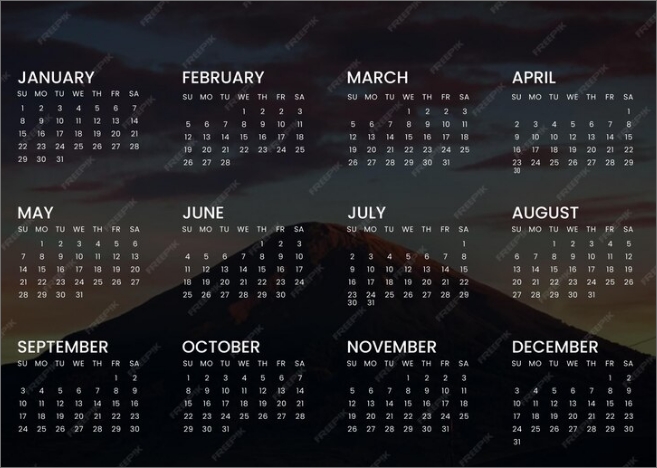 JANUARY
SU MO TU WE TH FR SA
1 2 3 4 5 6 7
8 9 10 11 12 13 14
15 16 17 18 19 20 21
22 23 24 25 26 27 28
29 30 31
FEBRUARY
SU MO TU WE TH FR SA
1 2 3 4
5 6 7 8 9 10 11
12 13 14 15 16 17 18
19 20 21 22 23 24 25
26 27 28
MARCH
SU MO TU WE TH FR SA
1 2 3 4
5 6 7 8 9 10 11
12 13 14 15 16 17 18
19 20 21 22 23 24 25
26 27 28 29 30 31
APRIL
SU MO TU WE TH FR SA
1
2 3 4 5 6 7 8
9 10 11 12 13 14 15
16 17 18 19 20 21 22
23 24 25 26 27 28 29
30
MAY
SU MO TU WE TH FR SA
1 2 3 4 5 6
7 8 9 10 11 12 13
14 15 16 17 18 19 20
21 22 23 24 25 26 27
28 29 30 31
JUNE
SU MO TU WE TH FR SA
1 2 3
4 5 6 7 8 9 10
11 12 13 14 15 16 17
18 19 20 21 22 23 24
25 26 27 28 29 30
JULY
SU MO TU WE TH FR SA
1
2 3 4 5 6 7 8
9 10 11 12 13 14 15
16 17 18 19 20 21 22
23 24 25 26 27 28 29
30 31
AUGUST
SU MO TU WE TH FR SA
1 2 3 4 5
6 7 8 9 10 11 12
13 14 15 16 17 18 19
20 21 22 23 24 25 26
27 28 29 30 31
SEPTEMBER
SU MO TU WE TH FR SA
1 2
3 4 5 6 7 8 9
10 11 12 13 14 15 16
17 18 19 20 21 22 23
24 25 26 27 28 29 30
OCTOBER
SU MO TU WE TH FR SA
1 2 3 4 5 6 7
8 9 10 11 12 13 14
15 16 17 18 19 20 21
22 23 24 25 26 27 28
29 30 31
NOVEMBER
SU MO TU WE TH FR SA
1 2 3 4
5 6 7 8 9 10 11
12 13 14 15 16 17 18
19 20 21 22 23 24 25
26 27 28 29 30
DECEMBER
SU MO TU WE TH FR SA
1 2
3 4 5 6 7 8 9
10 11 12 13 14 15 16
17 18 19 20 21 22 23
24 25 26 27 28 29 30
31
FREEPIK